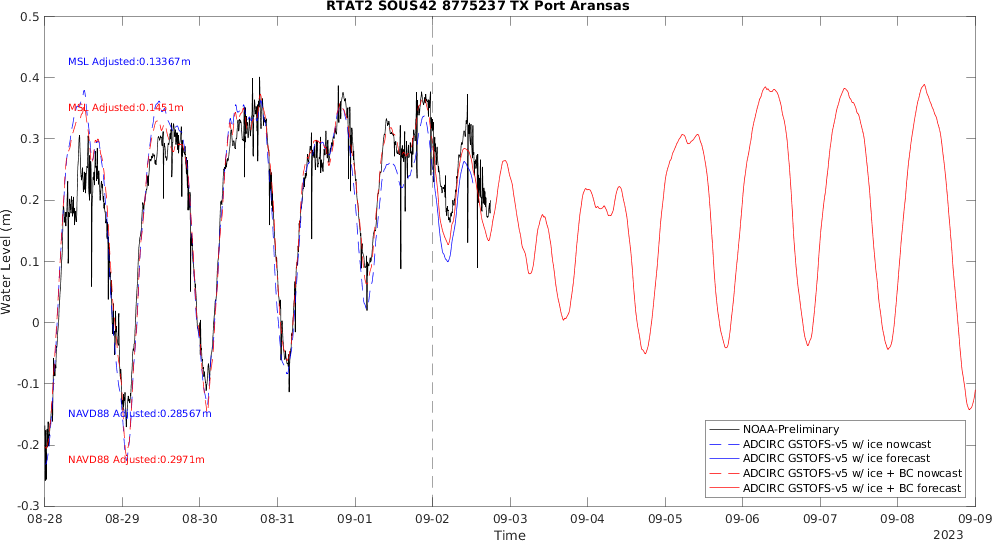 RTAT2 SOUS42 8775237 TX Port Aransas
Water Level (m)
0.5
0.4
0.3
0.2
0.1
0
-0.1
-0.2
-0.3
MSL Adjusted:0.13367m
MSL Adjusted:0.1451m
NAVD88 Adjusted:0.28567m
NAVD88 Adjusted:0.2971m
NOAA-Preliminary
ADCIRC GSTOFS-v5 w/ ice nowcast
ADCIRC GSTOFS-v5 w/ ice forecast
ADCIRC GSTOFS-v5 w/ ice + BC nowcast
ADCIRC GSTOFS-v5 w/ ice + BC forecast
08-28 08-29 08-30 08-31 09-01 09-02 09-03 09-04 09-05 09-06 09-07 09-08 09-09
Time
2023